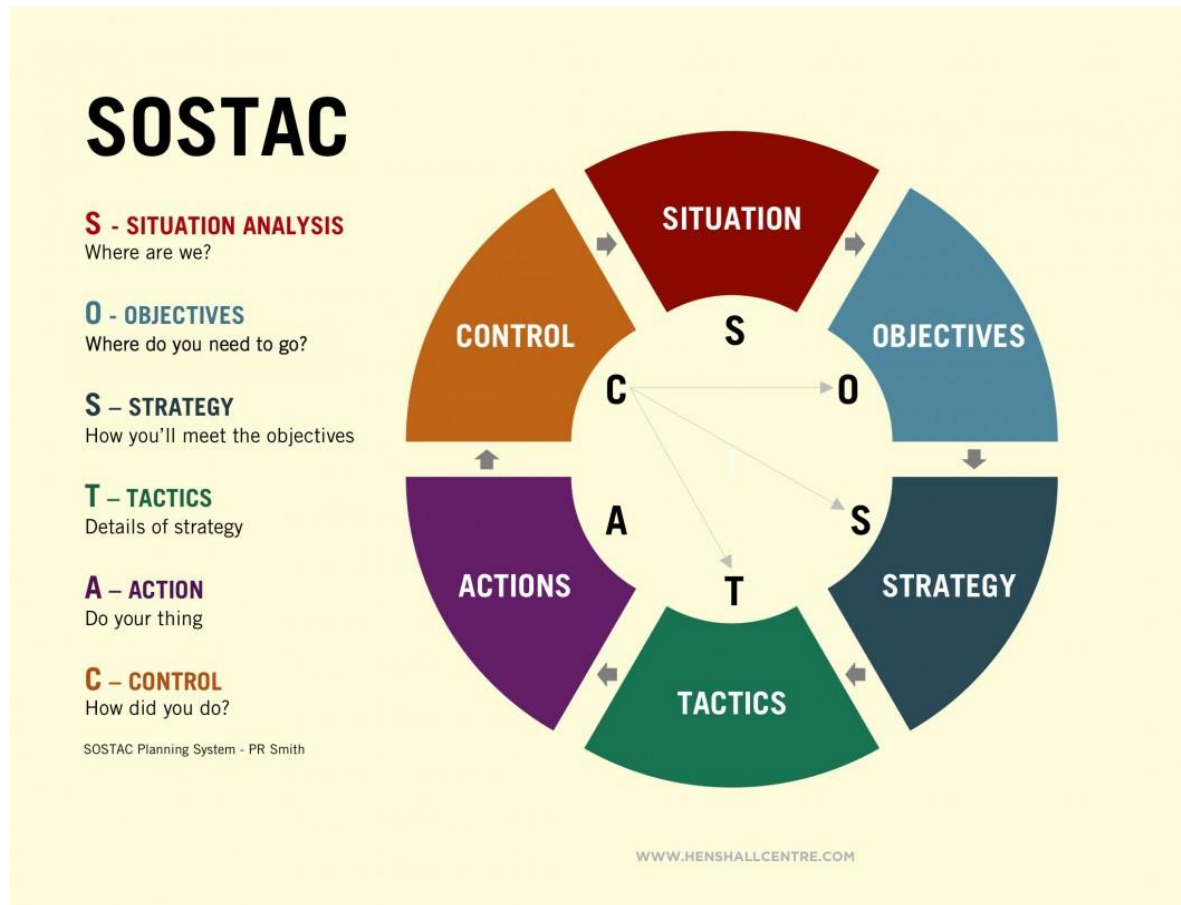 SOSTAC
S - SITUATION ANALYSIS
Where are we?
O - OBJECTIVES
Where do you need to go?
S – STRATEGY
How you'll meet the objectives
T – TACTICS
Details of strategy
A – ACTION
Do your thing
C – CONTROL
How did you do?
SOSTAC Planning System - PR Smith
SITUATION
OBJECTIVES
STRATEGY
TACTICS
ACTIONS
CONTROL
S
O
S
T
A
C
T
WWW.HENSHALLCENTRE.COM